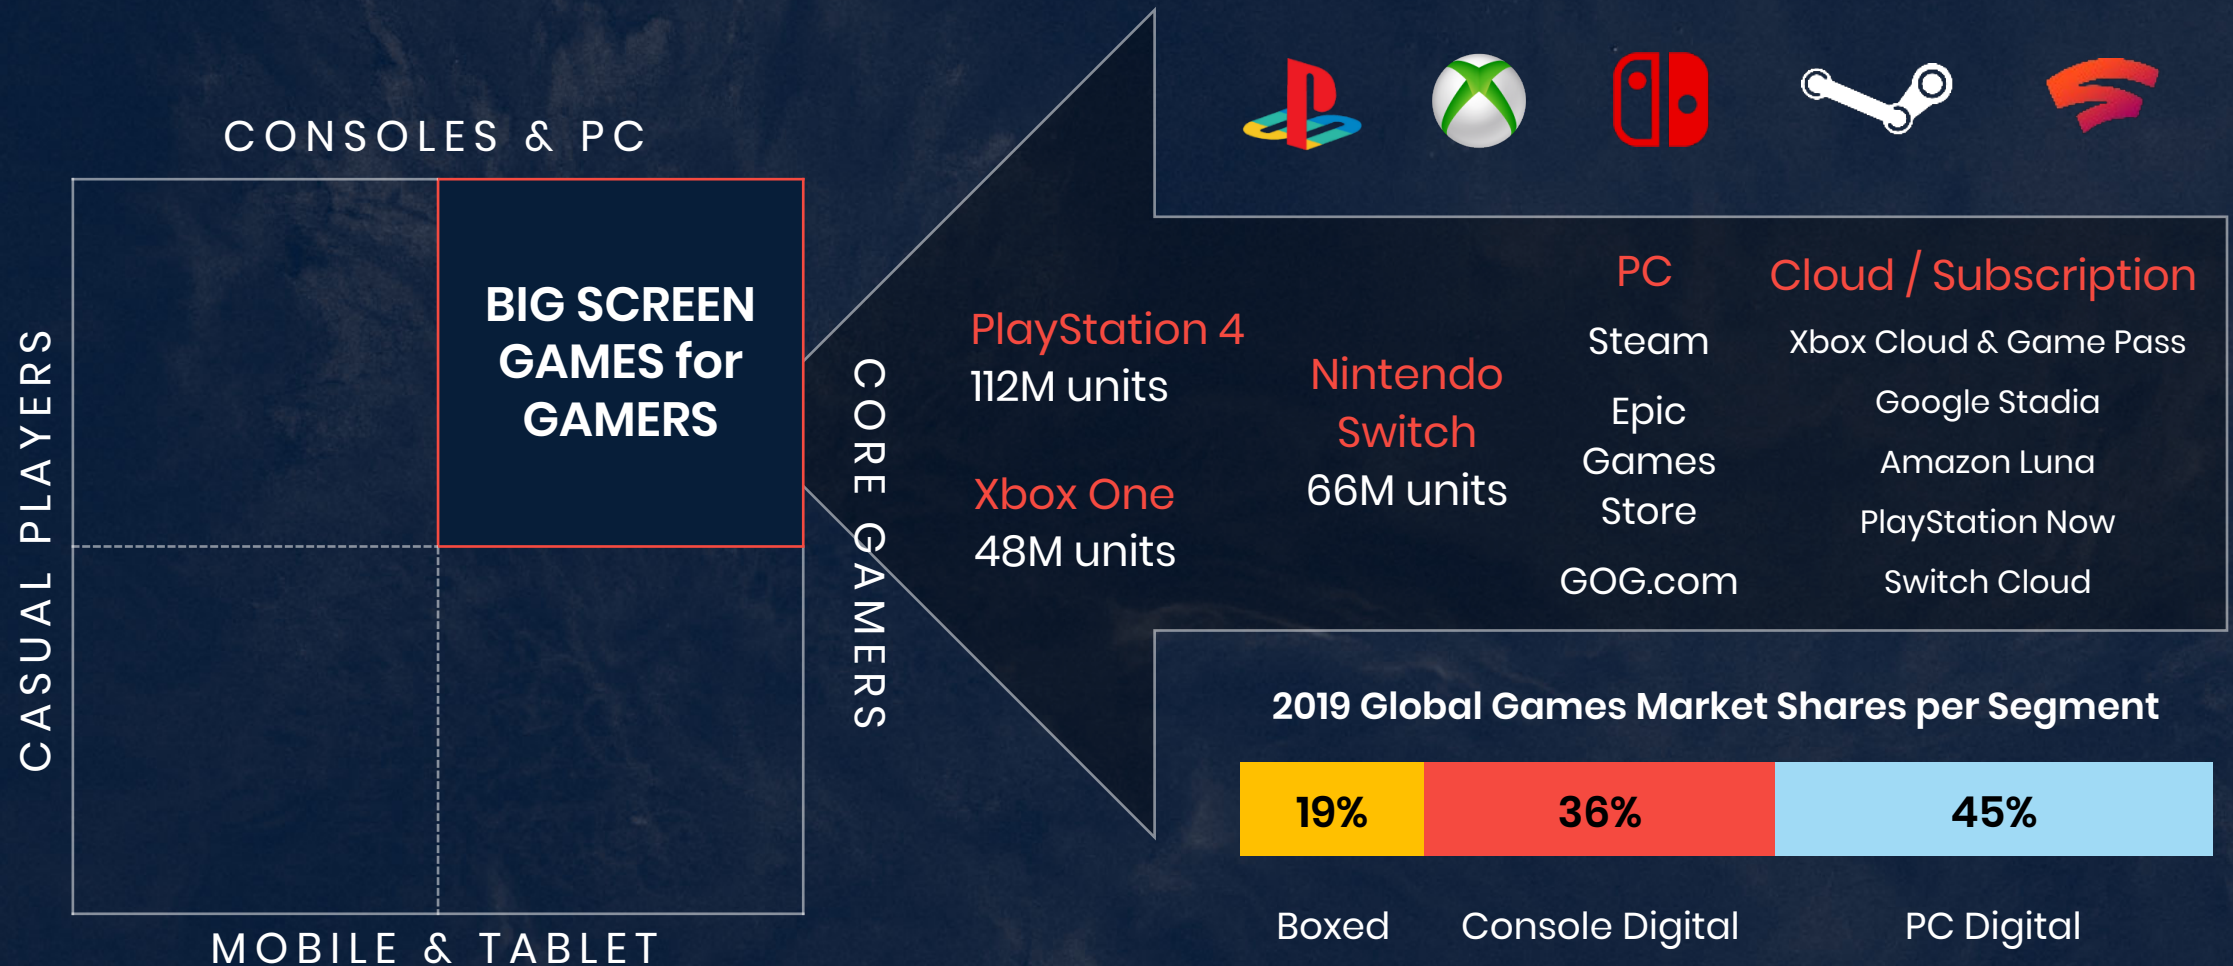 CONSOLES & PC
CASUAL PLAYERS
BIG SCREEN
GAMES for
GAMERS
CORE GAMERS
MOBILE & TABLET
PlayStation 4
112M units
Xbox One
48M units
Nintendo
Switch
66M units
PC
Steam
Epic
Games
Store
GOG.com
Cloud / Subscription
Xbox Cloud & Game Pass
Google Stadia
Amazon Luna
PlayStation Now
Switch Cloud
2019 Global Games Market Shares per Segment
19%
36%
45%
Boxed
Console Digital
PC Digital